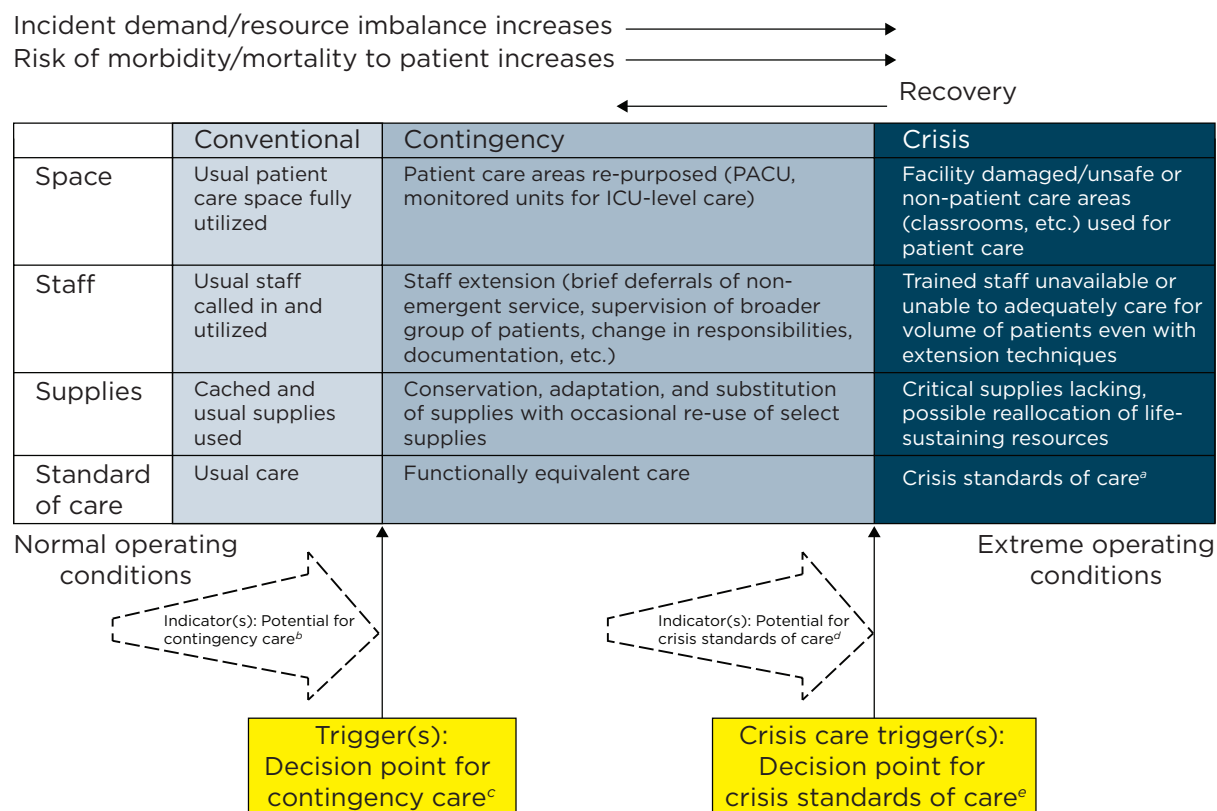 Incident demand/resource imbalance increases
Risk of morbidity/mortality to patient increases
Recovery
Conventional
Contingency
Crisis
Space
Usual patient
care space fully
utilized
Patient care areas re-purposed (PACU,
monitored units for ICU-level care)
Facility damaged/unsafe or
non-patient care areas
(classrooms, etc.) used for
patient care
Staff
Usual staff
called in and
utilized
Staff extension (brief deferrals of non-
emergent service, supervision of broader
group of patients, change in responsibilities,
documentation, etc.)
Trained staff unavailable or
unable to adequately care for
volume of patients even with
extension techniques
Supplies
Cached and
usual supplies
used
Conservation, adaptation, and substitution
of supplies with occasional re-use of select
supplies
Critical supplies lacking,
possible reallocation of life-
sustaining resources
Standard
of care
Usual care
Functionally equivalent care
Crisis standards of care^a
Normal operating
conditions
Extreme operating
conditions
Indicator(s): Potential for
contingency care^b
Indicator(s): Potential for
crisis standards of care^d
Trigger(s):
Decision point for
contingency care^c
Crisis care trigger(s):
Decision point for
crisis standards of care^e